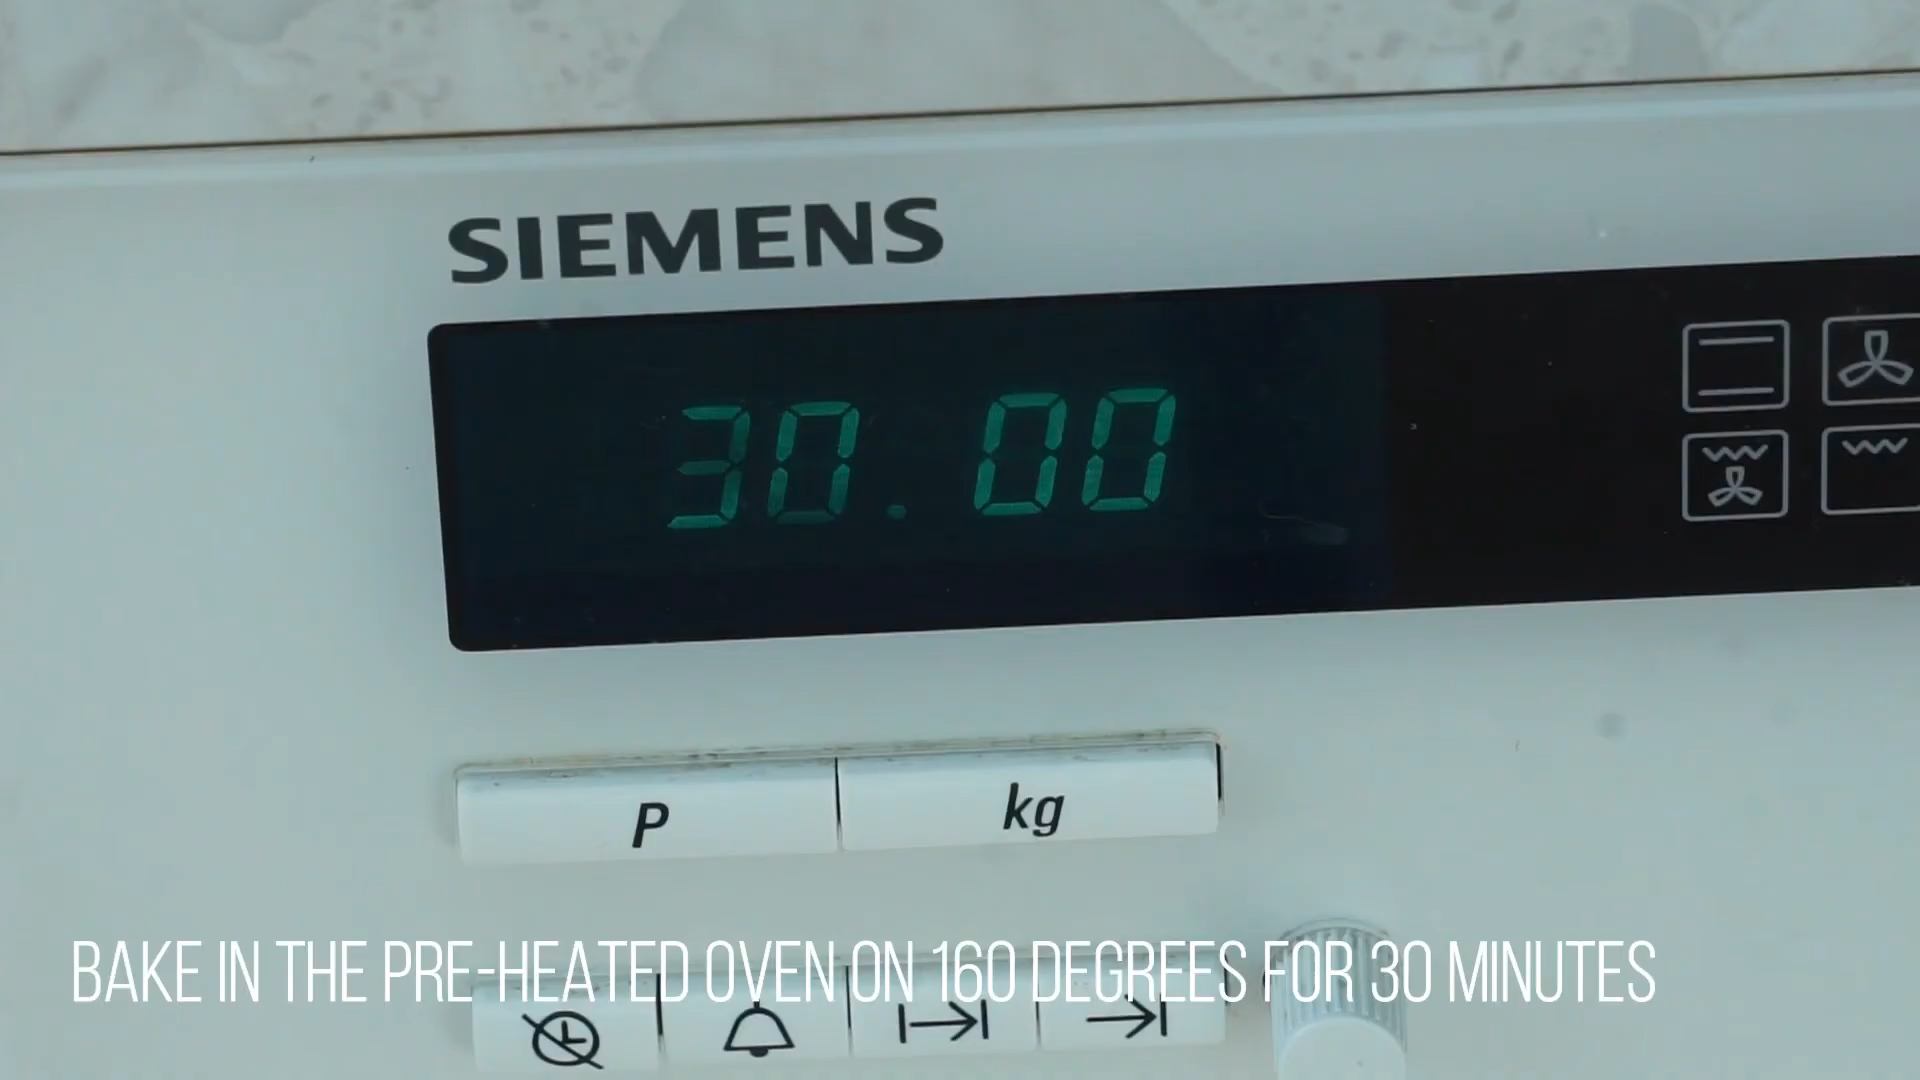 SIEMENS
30.00
P
kg
BAKE IN THE PRE-HEATED OVEN ON 160 DEGREES FOR 30 MINUTES